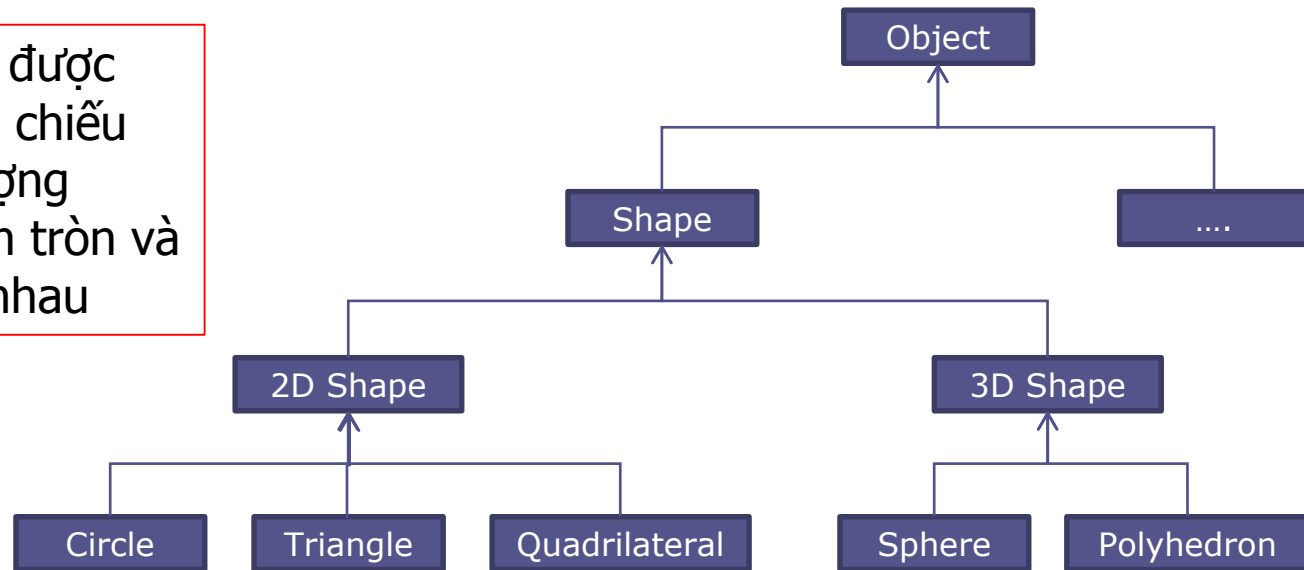 Object
được
chiếu
ợng
tròn và
nhau
Shape
....
2D Shape
3D Shape
Circle
Triangle
Quadrilateral
Sphere
Polyhedron